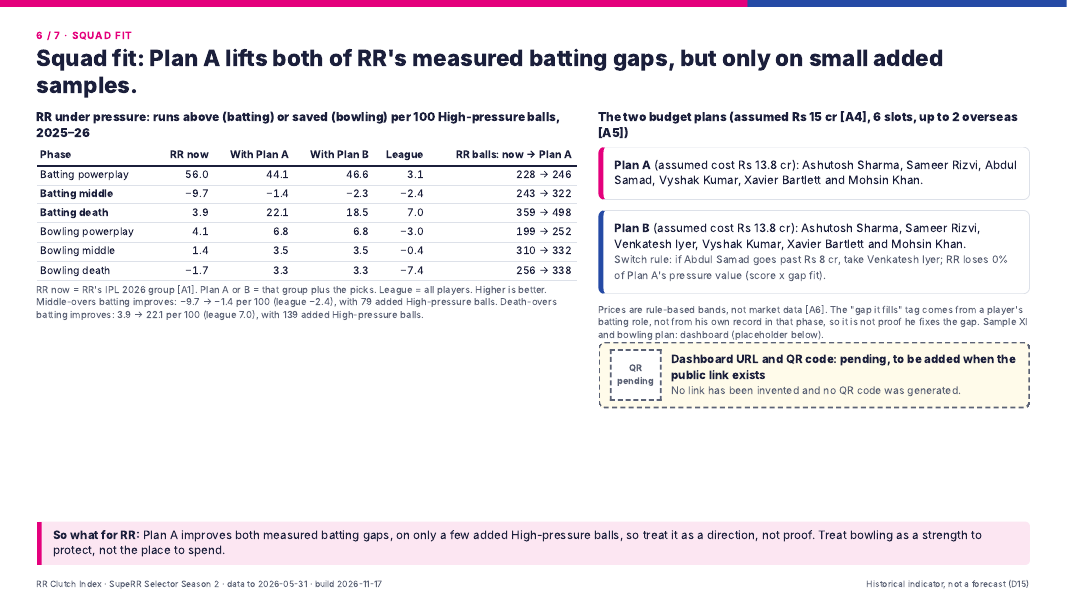 6 / 7 · SQUAD FIT
Squad fit: Plan A lifts both of RR's measured batting gaps, but only on small added
samples.
RR under pressure: runs above (batting) or saved (bowling) per 100 High-pressure balls,
2025–26
Phase RR now With Plan A With Plan B League RR balls: now → Plan A
Batting powerplay 56.0 44.1 46.6 3.1 228 → 246
Batting middle −9.7 −1.4 −2.3 −2.4 243 → 322
Batting death 3.9 22.1 18.5 7.0 359 → 498
Bowling powerplay 4.1 6.8 6.8 −3.0 199 → 252
Bowling middle 1.4 3.5 3.5 −0.4 310 → 332
Bowling death −1.7 3.3 3.3 −7.4 256 → 338
RR now = RR's IPL 2026 group [A1]. Plan A or B = that group plus the picks. League = all players. Higher is better.
Middle-overs batting improves: −9.7 → −1.4 per 100 (league −2.4), with 79 added High-pressure balls. Death-overs
batting improves: 3.9 → 22.1 per 100 (league 7.0), with 139 added High-pressure balls.
The two budget plans (assumed Rs 15 cr [A4], 6 slots, up to 2 overseas
[A5])
Plan A (assumed cost Rs 13.8 cr): Ashutosh Sharma, Sameer Rizvi, Abdul
Samad, Vyshak Kumar, Xavier Bartlett and Mohsin Khan.
Plan B (assumed cost Rs 13.8 cr): Ashutosh Sharma, Sameer Rizvi,
Venkatesh Iyer, Vyshak Kumar, Xavier Bartlett and Mohsin Khan.
Switch rule: if Abdul Samad goes past Rs 8 cr, take Venkatesh Iyer; RR loses 0%
of Plan A's pressure value (score x gap fit).
Prices are rule-based bands, not market data [A6]. The "gap it fills" tag comes from a player's
batting role, not from his own record in that phase, so it is not proof he fixes the gap. Sample XI
and bowling plan: dashboard (placeholder below).
QR
pending
Dashboard URL and QR code: pending, to be added when the
public link exists
No link has been invented and no QR code was generated.
So what for RR: Plan A improves both measured batting gaps, on only a few added High-pressure balls, so treat it as a direction, not proof. Treat bowling as a strength to
protect, not the place to spend.
RR Clutch Index · SupeRR Selector Season 2 · data to 2026-05-31 · build 2026-11-17
Historical indicator, not a forecast (D15)